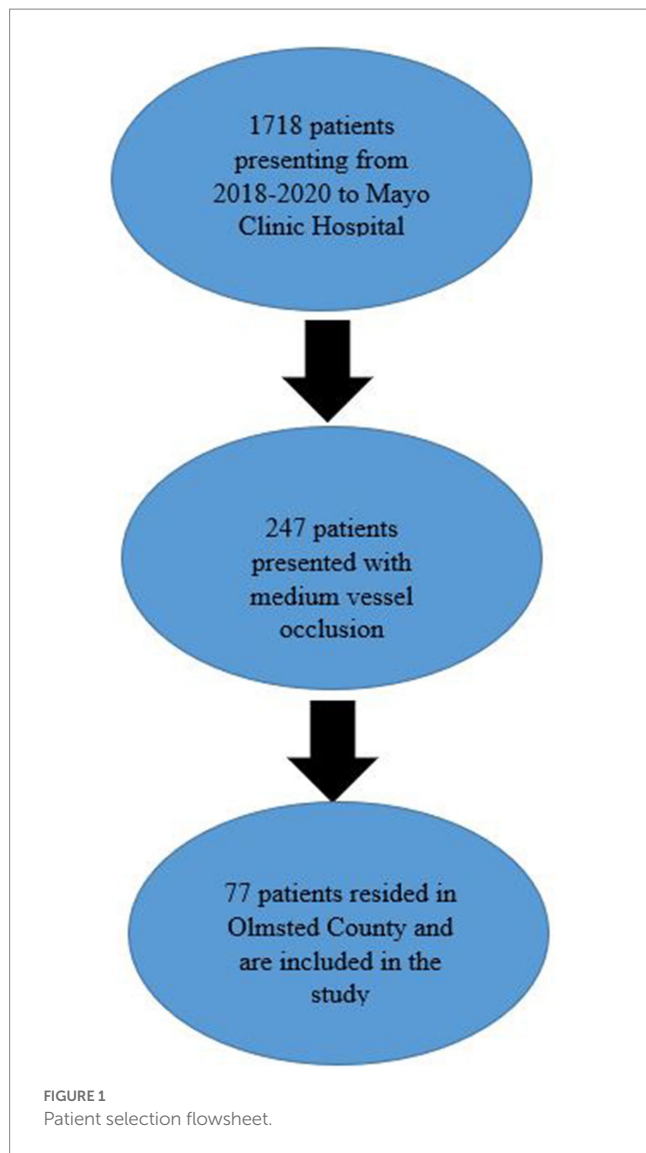 1718 patients
presenting from
2018-2020 to Mayo
Clinic Hospital
247 patients
presented with
medium vessel
occlusion
77 patients resided in
Olmsted County and
are included in the
study
FIGURE 1
Patient selection flowsheet.